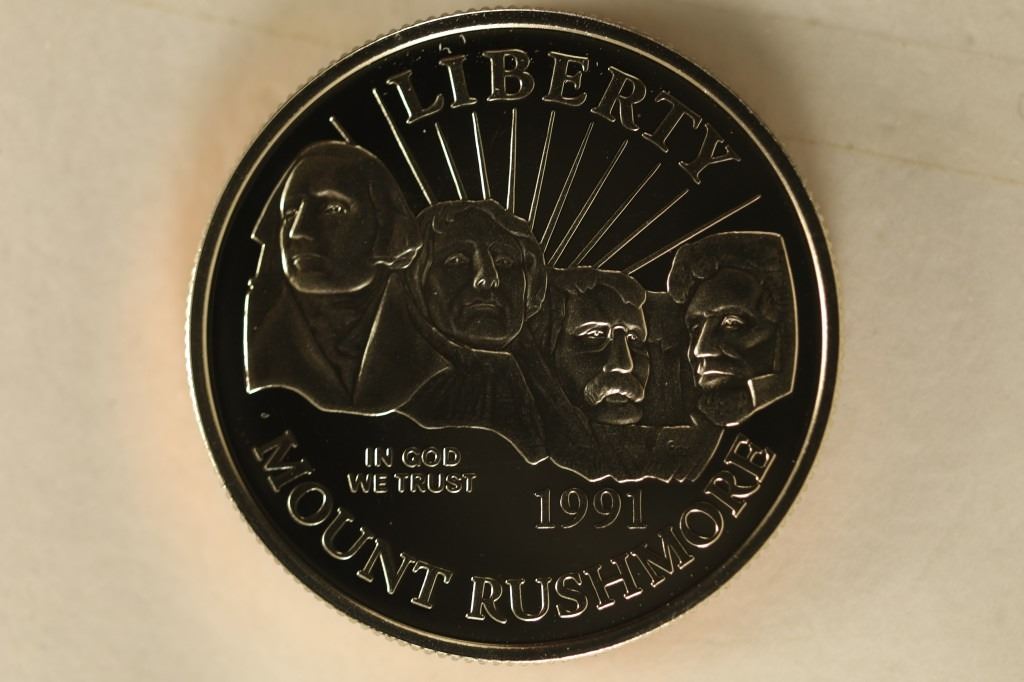 LIBERTY
IN GOD
WE TRUST
1991
MOUNT RUSHMORE